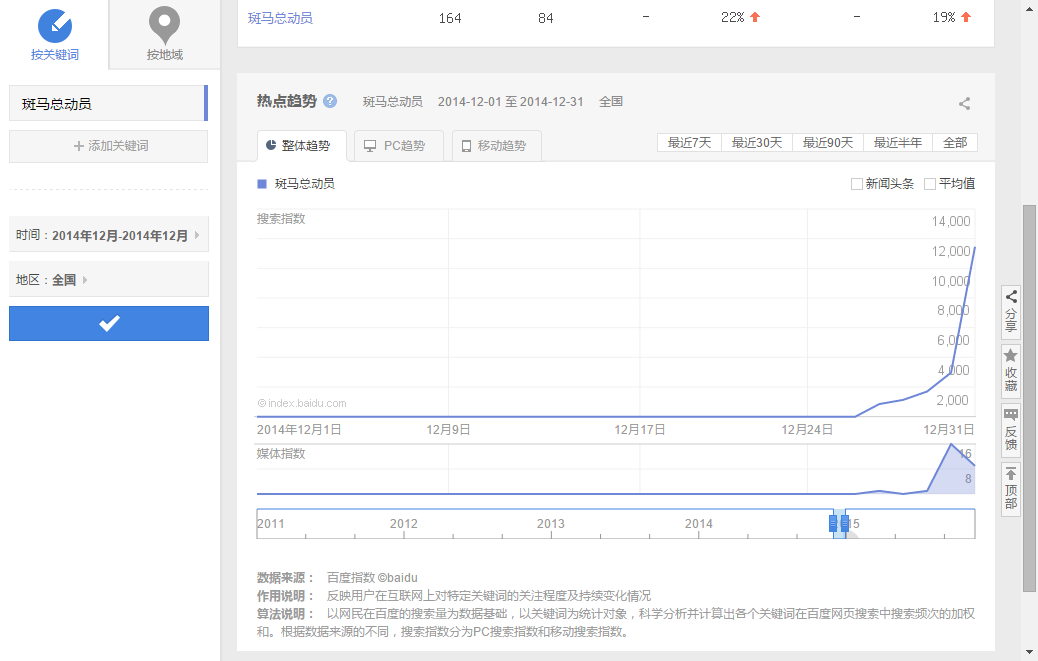 按关键词
按地域
斑马总动员
+ 添加关键词
时间：2014年12月-2014年12月
地区：全国
斑马总动员 164 84 - 22% - 19%
热点趋势 ? 斑马总动员 2014-12-01 至 2014-12-31 全国
整体趋势 PC趋势 移动趋势
最近7天 最近30天 最近90天 最近半年 全部
斑马总动员
新闻头条 平均值
搜索指数
14,000
12,000
10,000
8,000
6,000
4,000
2,000
©index.baidu.com
2014年12月1日 12月9日 12月17日 12月24日 12月31日
媒体指数
16
8
2011 2012 2013 2014 15
数据来源： 百度指数 ©baidu
作用说明： 反映用户在互联网上对特定关键词的关注程度及持续变化情况
算法说明： 以网民在百度的搜索量为数据基础，以关键词为统计对象，科学分析并计算出各个关键词在百度网页搜索中搜索频次的加权
和。根据数据来源的不同，搜索指数分为PC搜索指数和移动搜索指数。
分享
收藏
反馈
顶部